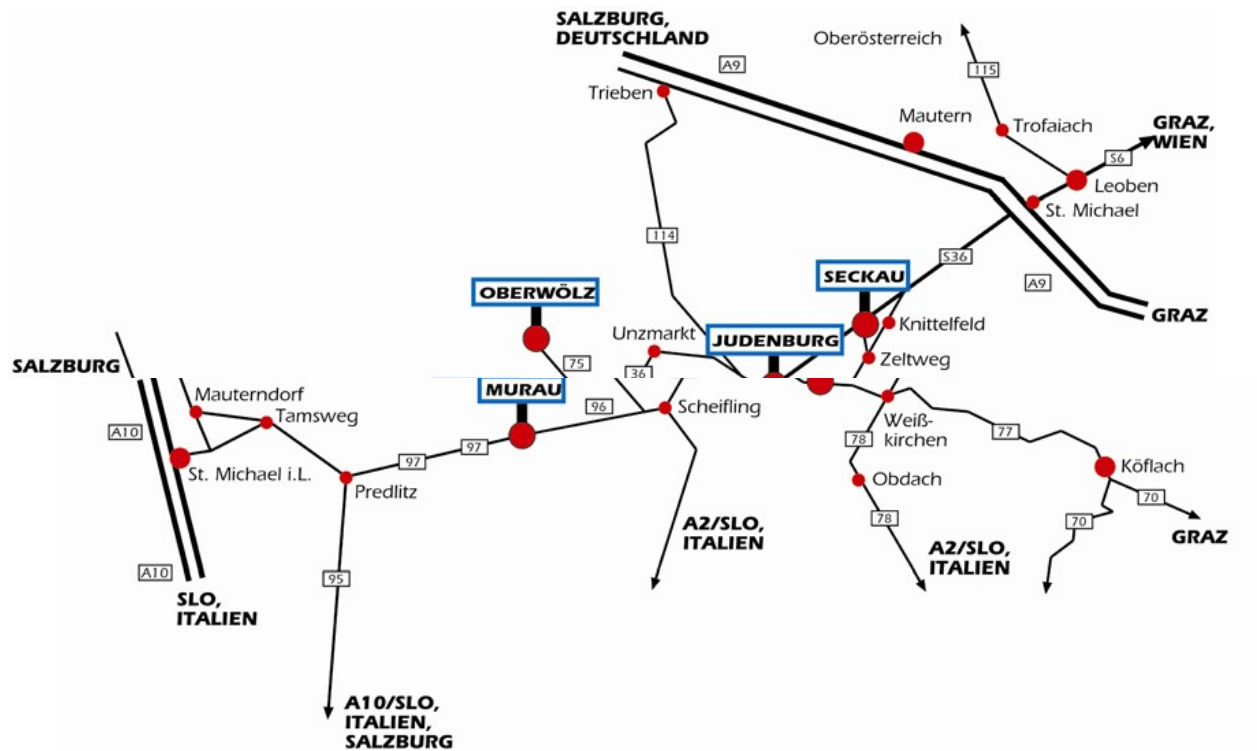 SALZBURG,
DEUTSCHLAND
Oberösterreich
A9
115
Trieben
Mautern
Trofaiach
GRAZ,
WIEN
S6
Leoben
St. Michael
114
S36
SECKAU
A9
OBERWÖLZ
GRAZ
Unzmarkt
JUDENBURG
Knittelfeld
Zeltweg
SALZBURG
75
36
MURAU
Mauterndorf
Tamsweg
96
Scheifling
Weiß-
kirchen
77
A10
97
97
78
St. Michael i.L.
Predlitz
Obdach
Köflach
70
70
78
A2/SLO,
ITALIEN
GRAZ
A2/SLO,
ITALIEN
A10
95
SLO,
ITALIEN
A10/SLO,
ITALIEN,
SALZBURG